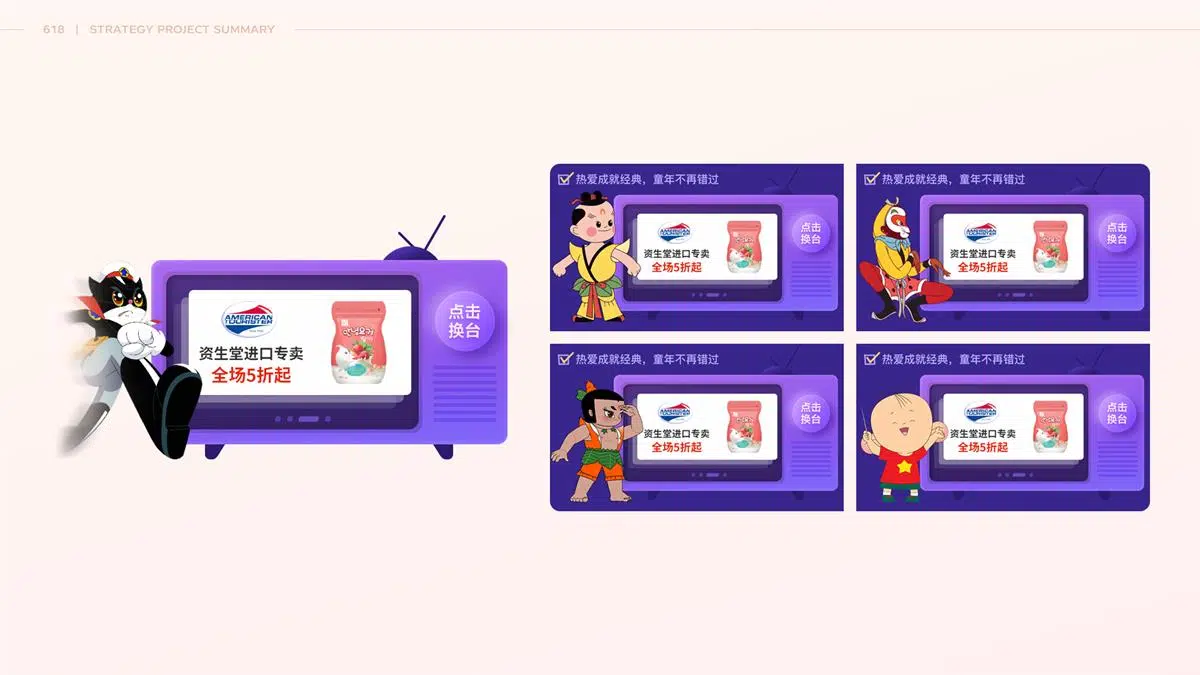 618 | STRATEGY PROJECT SUMMARY
AMERICAN
TOURISTER
资生堂进口专卖
全场5折起
点击
换台
热爱成就经典，童年不再错过
AMERICAN
TOURISTER
资生堂进口专卖
全场5折起
点击
换台
热爱成就经典，童年不再错过
AMERICAN
TOURISTER
资生堂进口专卖
全场5折起
点击
换台
热爱成就经典，童年不再错过
AMERICAN
TOURISTER
资生堂进口专卖
全场5折起
点击
换台
热爱成就经典，童年不再错过
AMERICAN
TOURISTER
资生堂进口专卖
全场5折起
点击
换台